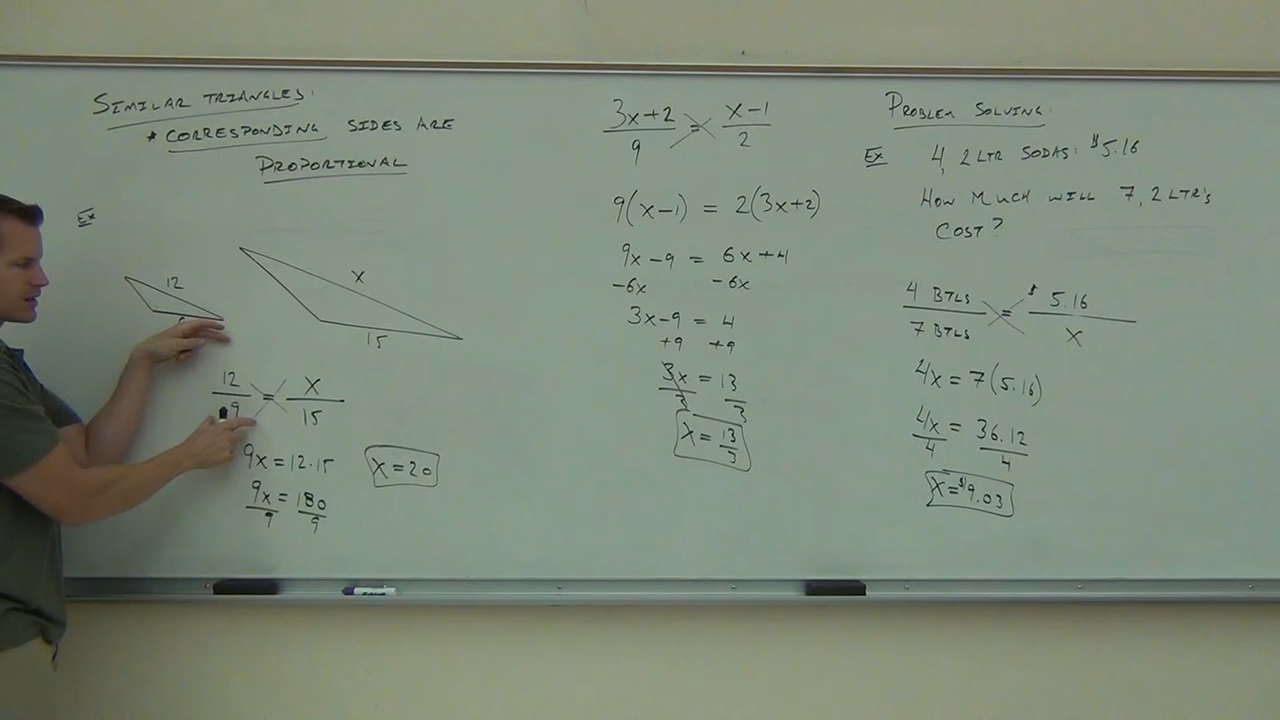 SIMILAR TRIANGLES:
* CORRESPONDING SIDES ARE
PROPORTIONAL
Ex
12
x
15
12/9 = x/15
9x = 12·15
9x/9 = 180/9
x = 20
3x+2/9 = x-1/2
9(x-1) = 2(3x+2)
9x-9 = 6x+4
-6x -6x
3x-9 = 4
+9 +9
3x/3 = 13/3
x = 13/3
PROBLEM SOLVING:
Ex 4, 2 LTR SODAS: $5.16
HOW MUCH WILL 7, 2 LTR'S
COST?
4 BTLS/7 BTLS = $5.16/x
4x = 7(5.16)
4x/4 = 36.12/4
x = $9.03